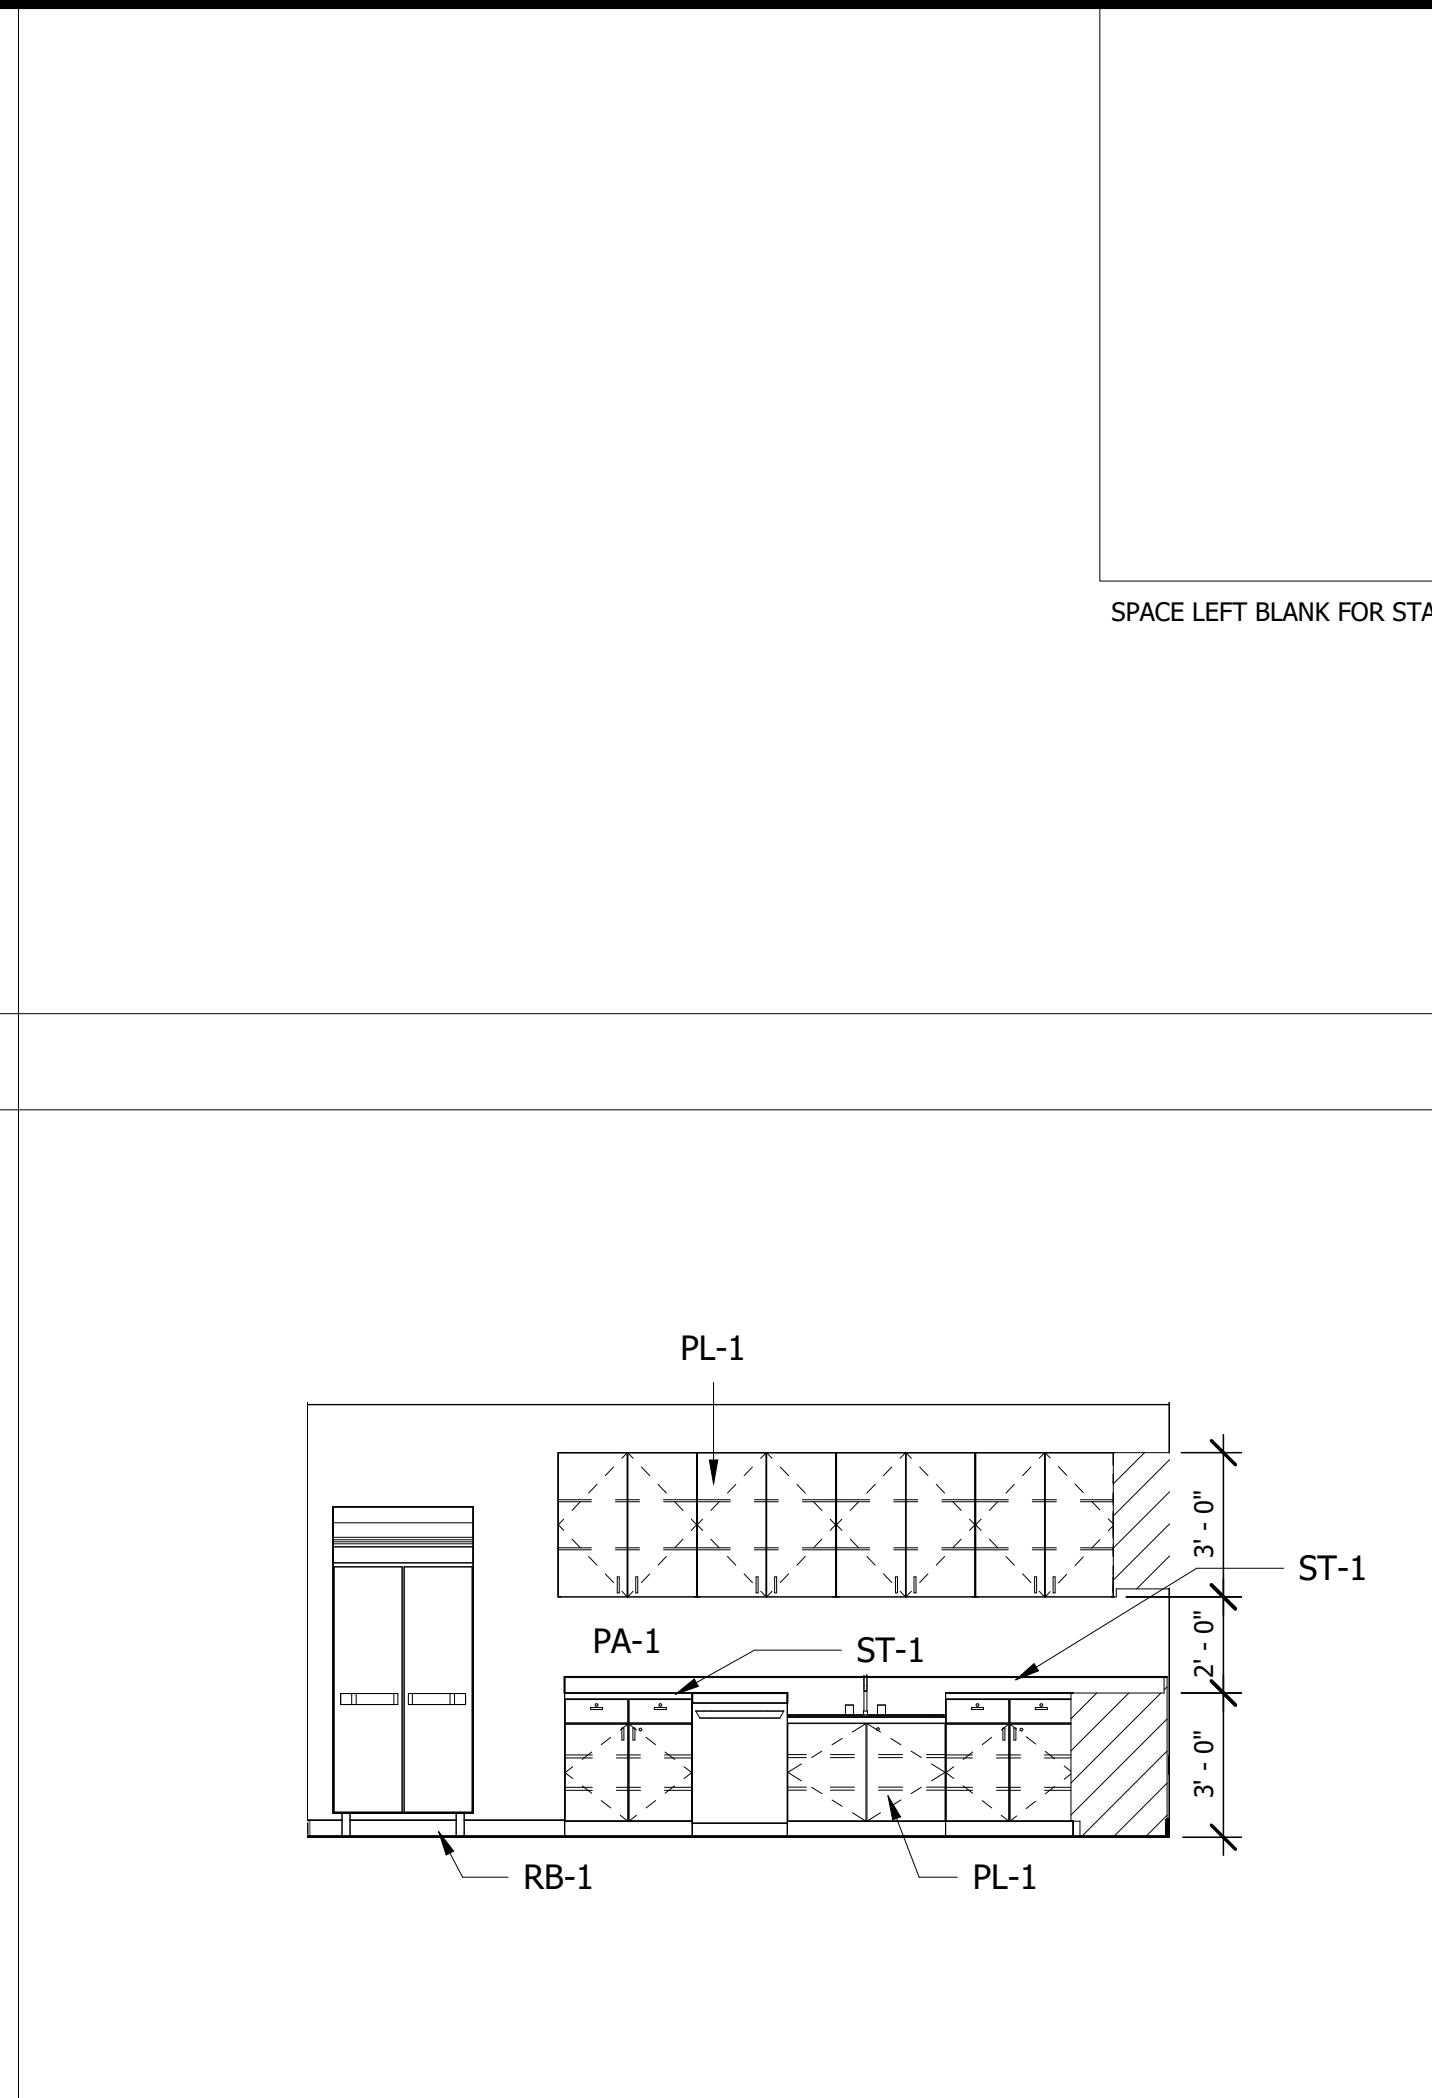 SPACE LEFT BLANK FOR
PL-1
3' - 0"
ST-1
2' - 0"
PA-1
ST-1
3' - 0"
RB-1
PL-1